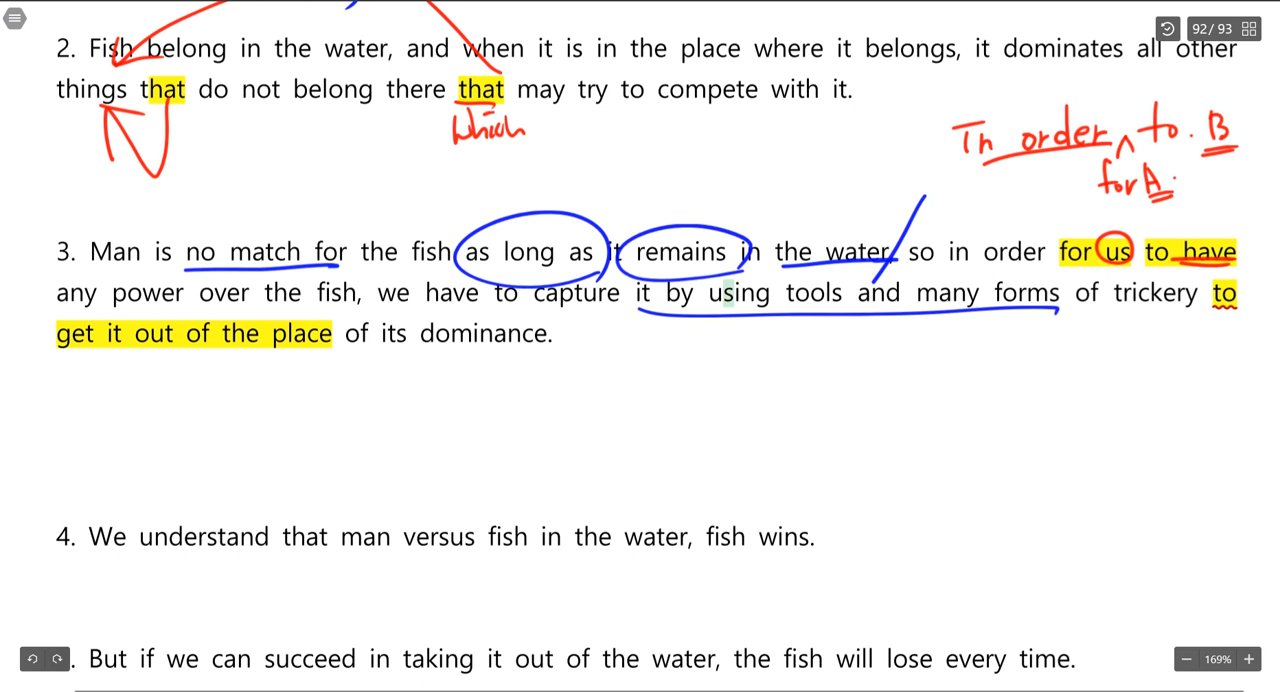 92/ 93
2. Fish belong in the water, and when it is in the place where it belongs, it dominates all other
things that do not belong there that may try to compete with it.
which
In order ^ to. B
for A.
3. Man is no match for the fish as long as it remains in the water, so in order for us to have
any power over the fish, we have to capture it by using tools and many forms of trickery to
get it out of the place of its dominance.
4. We understand that man versus fish in the water, fish wins.
. But if we can succeed in taking it out of the water, the fish will lose every time.
169%